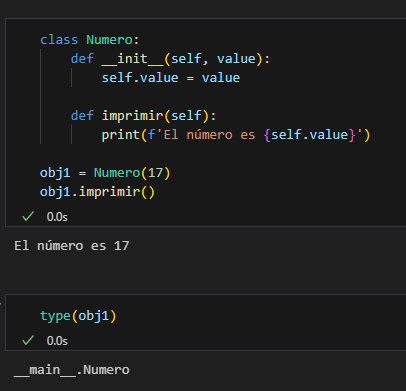 class Numero:
    def __init__(self, value):
        self.value = value

    def imprimir(self):
        print(f'El número es {self.value}')

obj1 = Numero(17)
obj1.imprimir()
0.0s
El número es 17
type(obj1)
0.0s
__main__.Numero